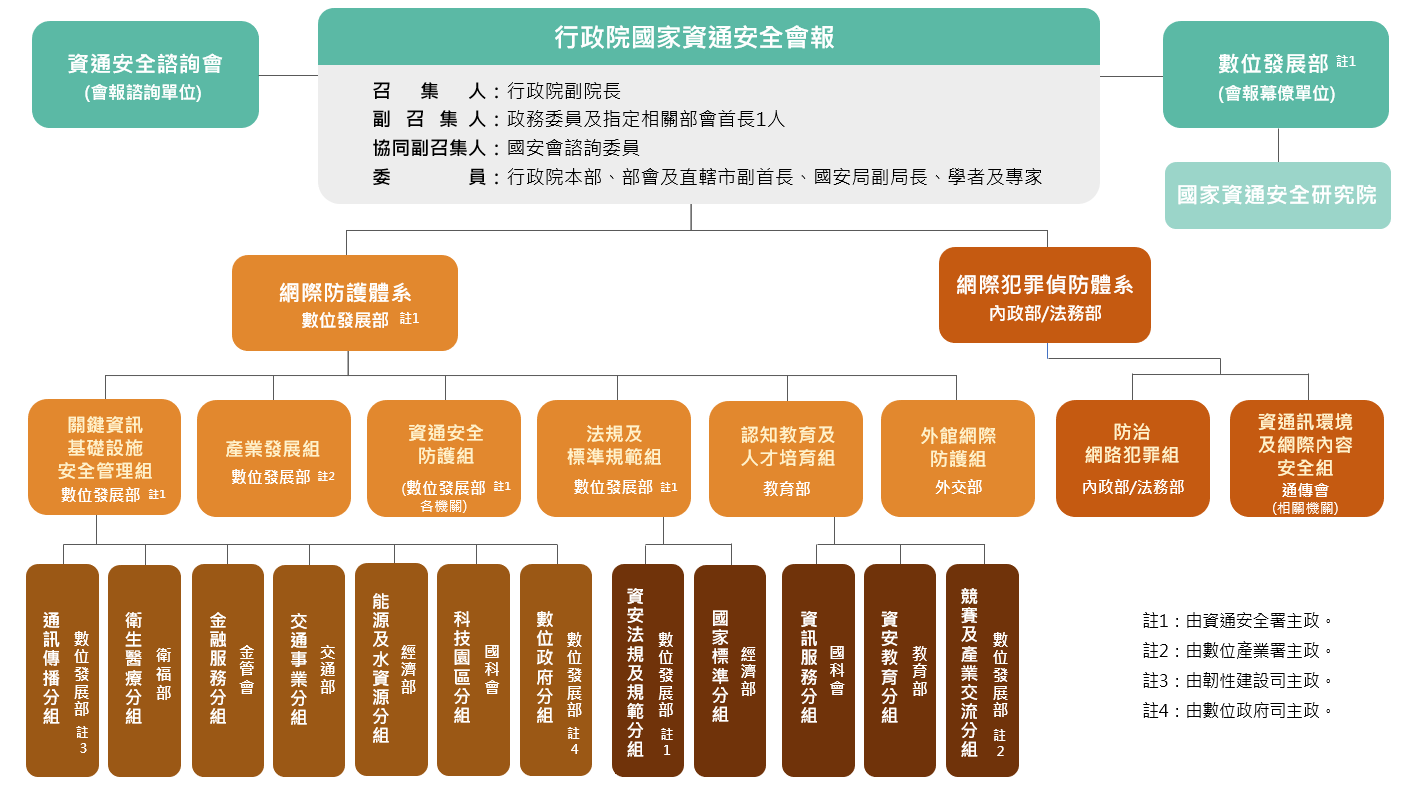 資通安全諮詢會
(會報諮詢單位)
行政院國家資通安全會報
召集人：行政院副院長
副召集人：政務委員及指定相關部會首長1人
協同副召集人：國安會諮詢委員
委員：行政院本部、部會及直轄市副首長、國安局副局長、學者及專家
數位發展部 註1
(會報幕僚單位)
國家資通安全研究院
網際防護體系
數位發展部 註1
網際犯罪偵防體系
內政部/法務部
關鍵資訊
基礎設施
安全管理組
數位發展部 註1
產業發展組
數位發展部 註2
資通安全
防護組
(數位發展部 註1
各機關)
法規及
標準規範組
數位發展部 註1
認知教育及
人才培育組
教育部
外館網際
防護組
外交部
防治
網路犯罪組
內政部/法務部
資通訊環境
及網際內容
安全組
通傳會
(相關機關)
通訊傳播分組
數位發展部 註3
衛生醫療分組
衛福部
金融服務分組
金管會
交通事業分組
交通部
能源及水資源分組
經濟部
科技園區分組
國科會
數位政府分組
數位發展部 註4
資安法規及規範分組
數位發展部 註1
國家標準分組
經濟部
資訊服務分組
國科會
資安教育分組
教育部
競賽及產業交流分組
數位發展部 註2
註1：由資通安全署主政。
註2：由數位產業署主政。
註3：由韌性建設司主政。
註4：由數位政府司主政。